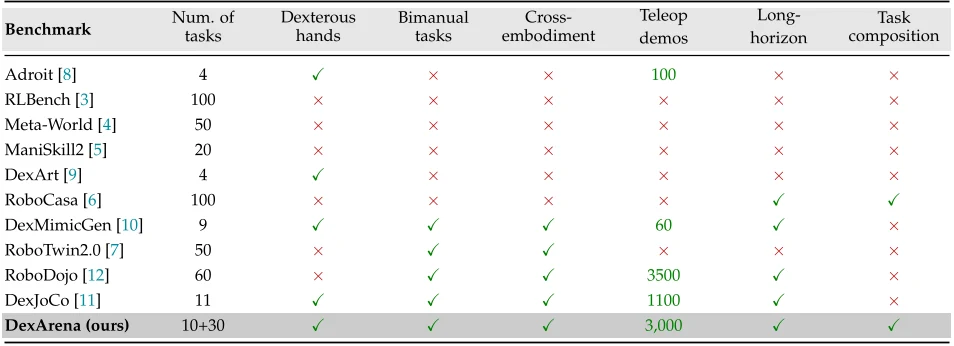 Benchmark Num. of tasks Dexterous hands Bimanual tasks Cross-embodiment Teleop demos Long-horizon Task composition
Adroit [8] 4 ✓ × × 100 × ×
RLBench [3] 100 × × × × × ×
Meta-World [4] 50 × × × × × ×
ManiSkill2 [5] 20 × × × × × ×
DexArt [9] 4 ✓ × × × × ×
RoboCasa [6] 100 × × × × ✓ ✓
DexMimicGen [10] 9 ✓ ✓ ✓ 60 ✓ ×
RoboTwin2.0 [7] 50 × ✓ ✓ × × ×
RoboDojo [12] 60 × ✓ ✓ 3500 ✓ ×
DexJoCo [11] 11 ✓ ✓ ✓ 1100 ✓ ×
DexArena (ours) 10+30 ✓ ✓ ✓ 3,000 ✓ ✓